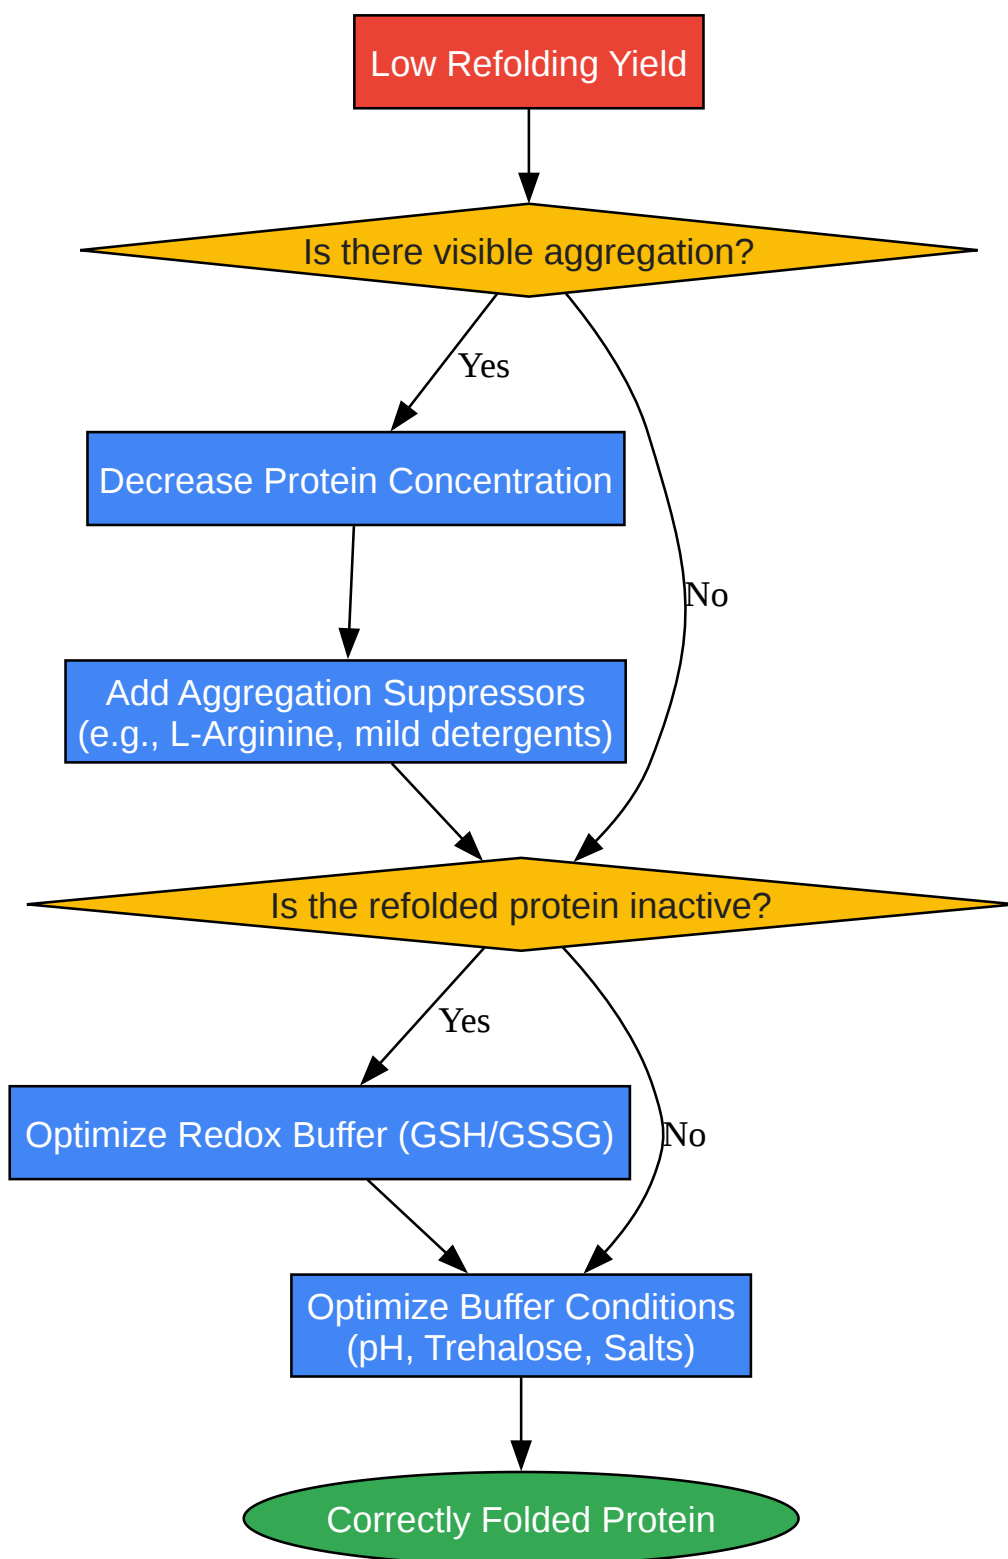 Low Refolding Yield
Is there visible aggregation?
Yes
Decrease Protein Concentration
No
Add Aggregation Suppressors
(e.g., L-Arginine, mild detergents)
Is the refolded protein inactive?
Yes
Optimize Redox Buffer (GSH/GSSG)
No
Optimize Buffer Conditions
(pH, Trehalose, Salts)
Correctly Folded Protein